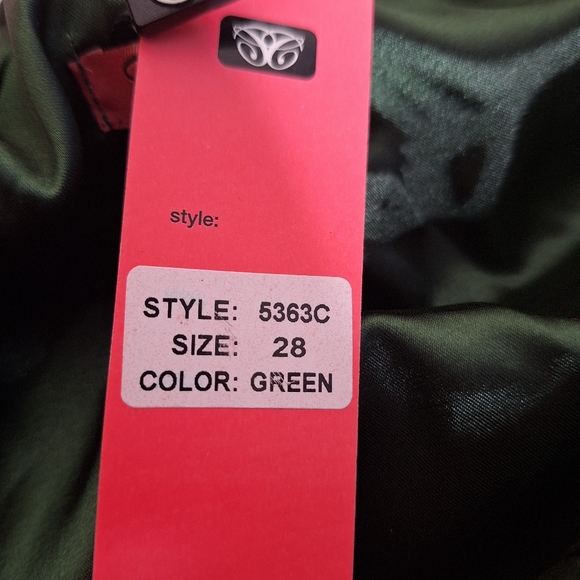 style:
STYLE: 5363C
SIZE: 28
COLOR: GREEN